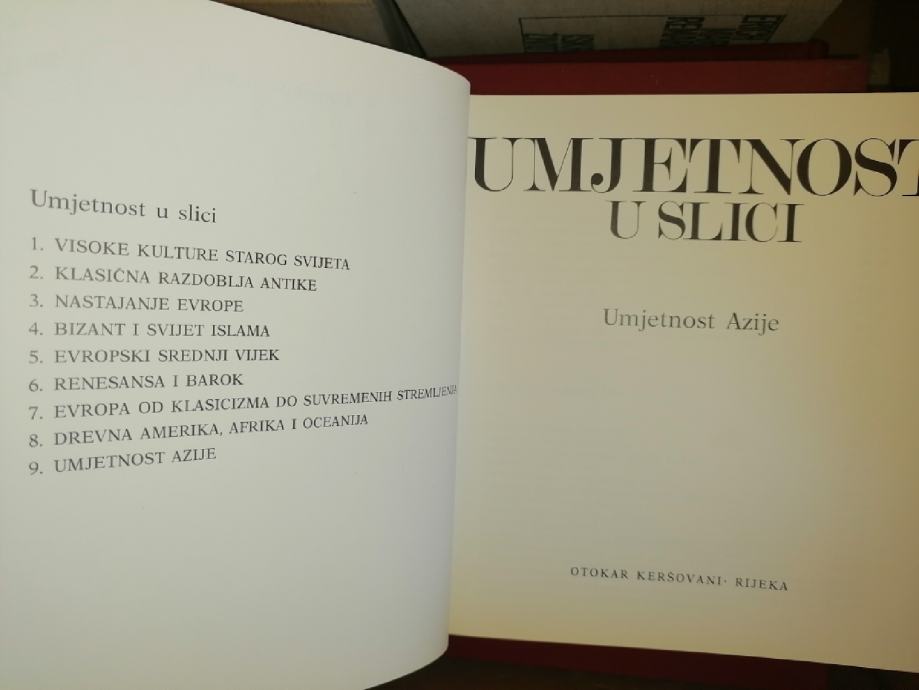 Umjetnost u slici
1. VISOKE KULTURE STAROG SVIJETA
2. KLASIČNA RAZDOBLJA ANTIKE
3. NASTAJANJE EVROPE
4. BIZANT I SVIJET ISLAMA
5. EVROPSKI SREDNJI VIJEK
6. RENESANSA I BAROK
7. EVROPA OD KLASICIZMA DO SUVREMENIH STREMLJENJA
8. DREVNA AMERIKA, AFRIKA I OCEANIJA
9. UMJETNOST AZIJE
UMJETNOST
U SLICI
Umjetnost Azije
OTOKAR KERŠOVANI · RIJEKA